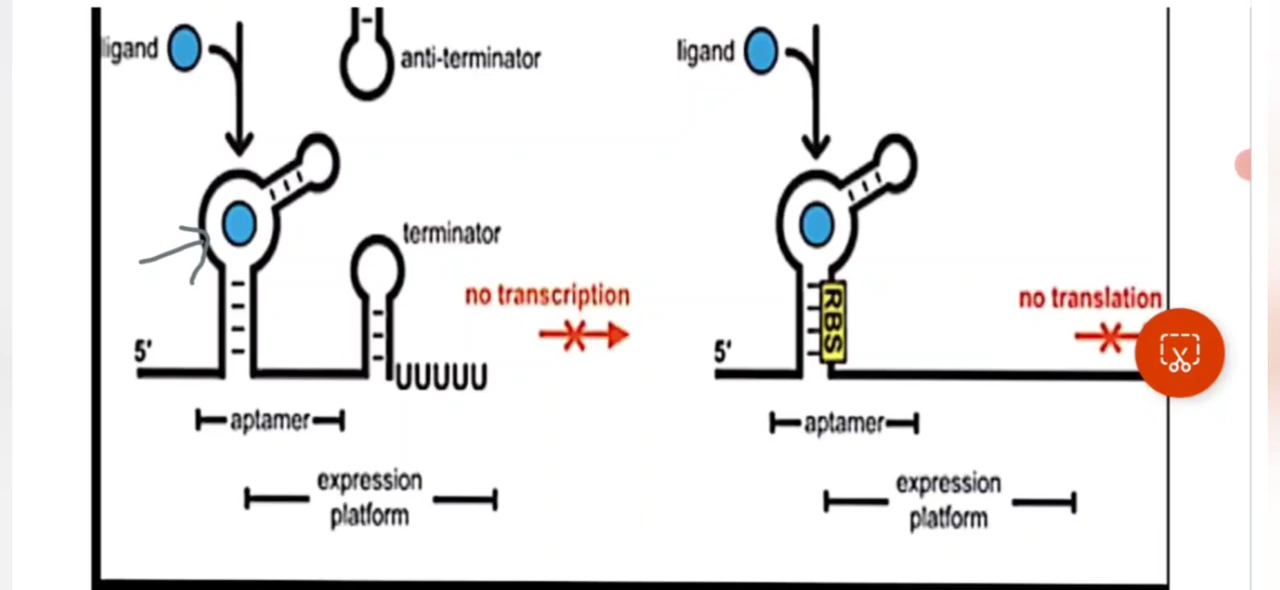 ligand
anti-terminator
terminator
no transcription
5'
UUUUU
aptamer
expression
platform
ligand
RBS
no translation
5'
aptamer
expression
platform